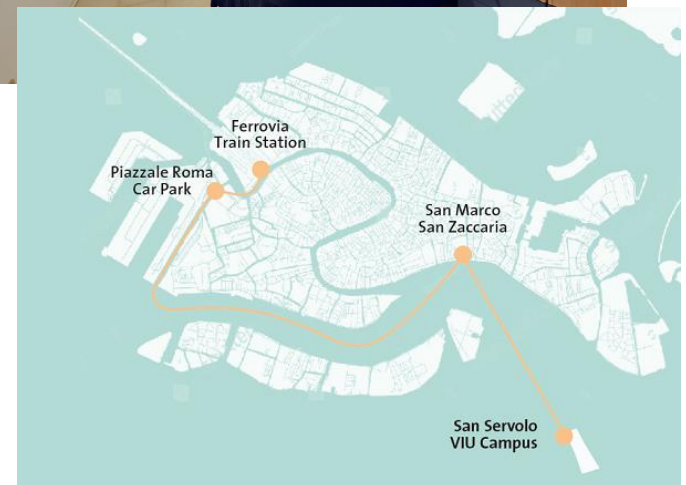 Ferrovia
Train Station
Piazzale Roma
Car Park
San Marco
San Zaccaria
San Servolo
VIU Campus